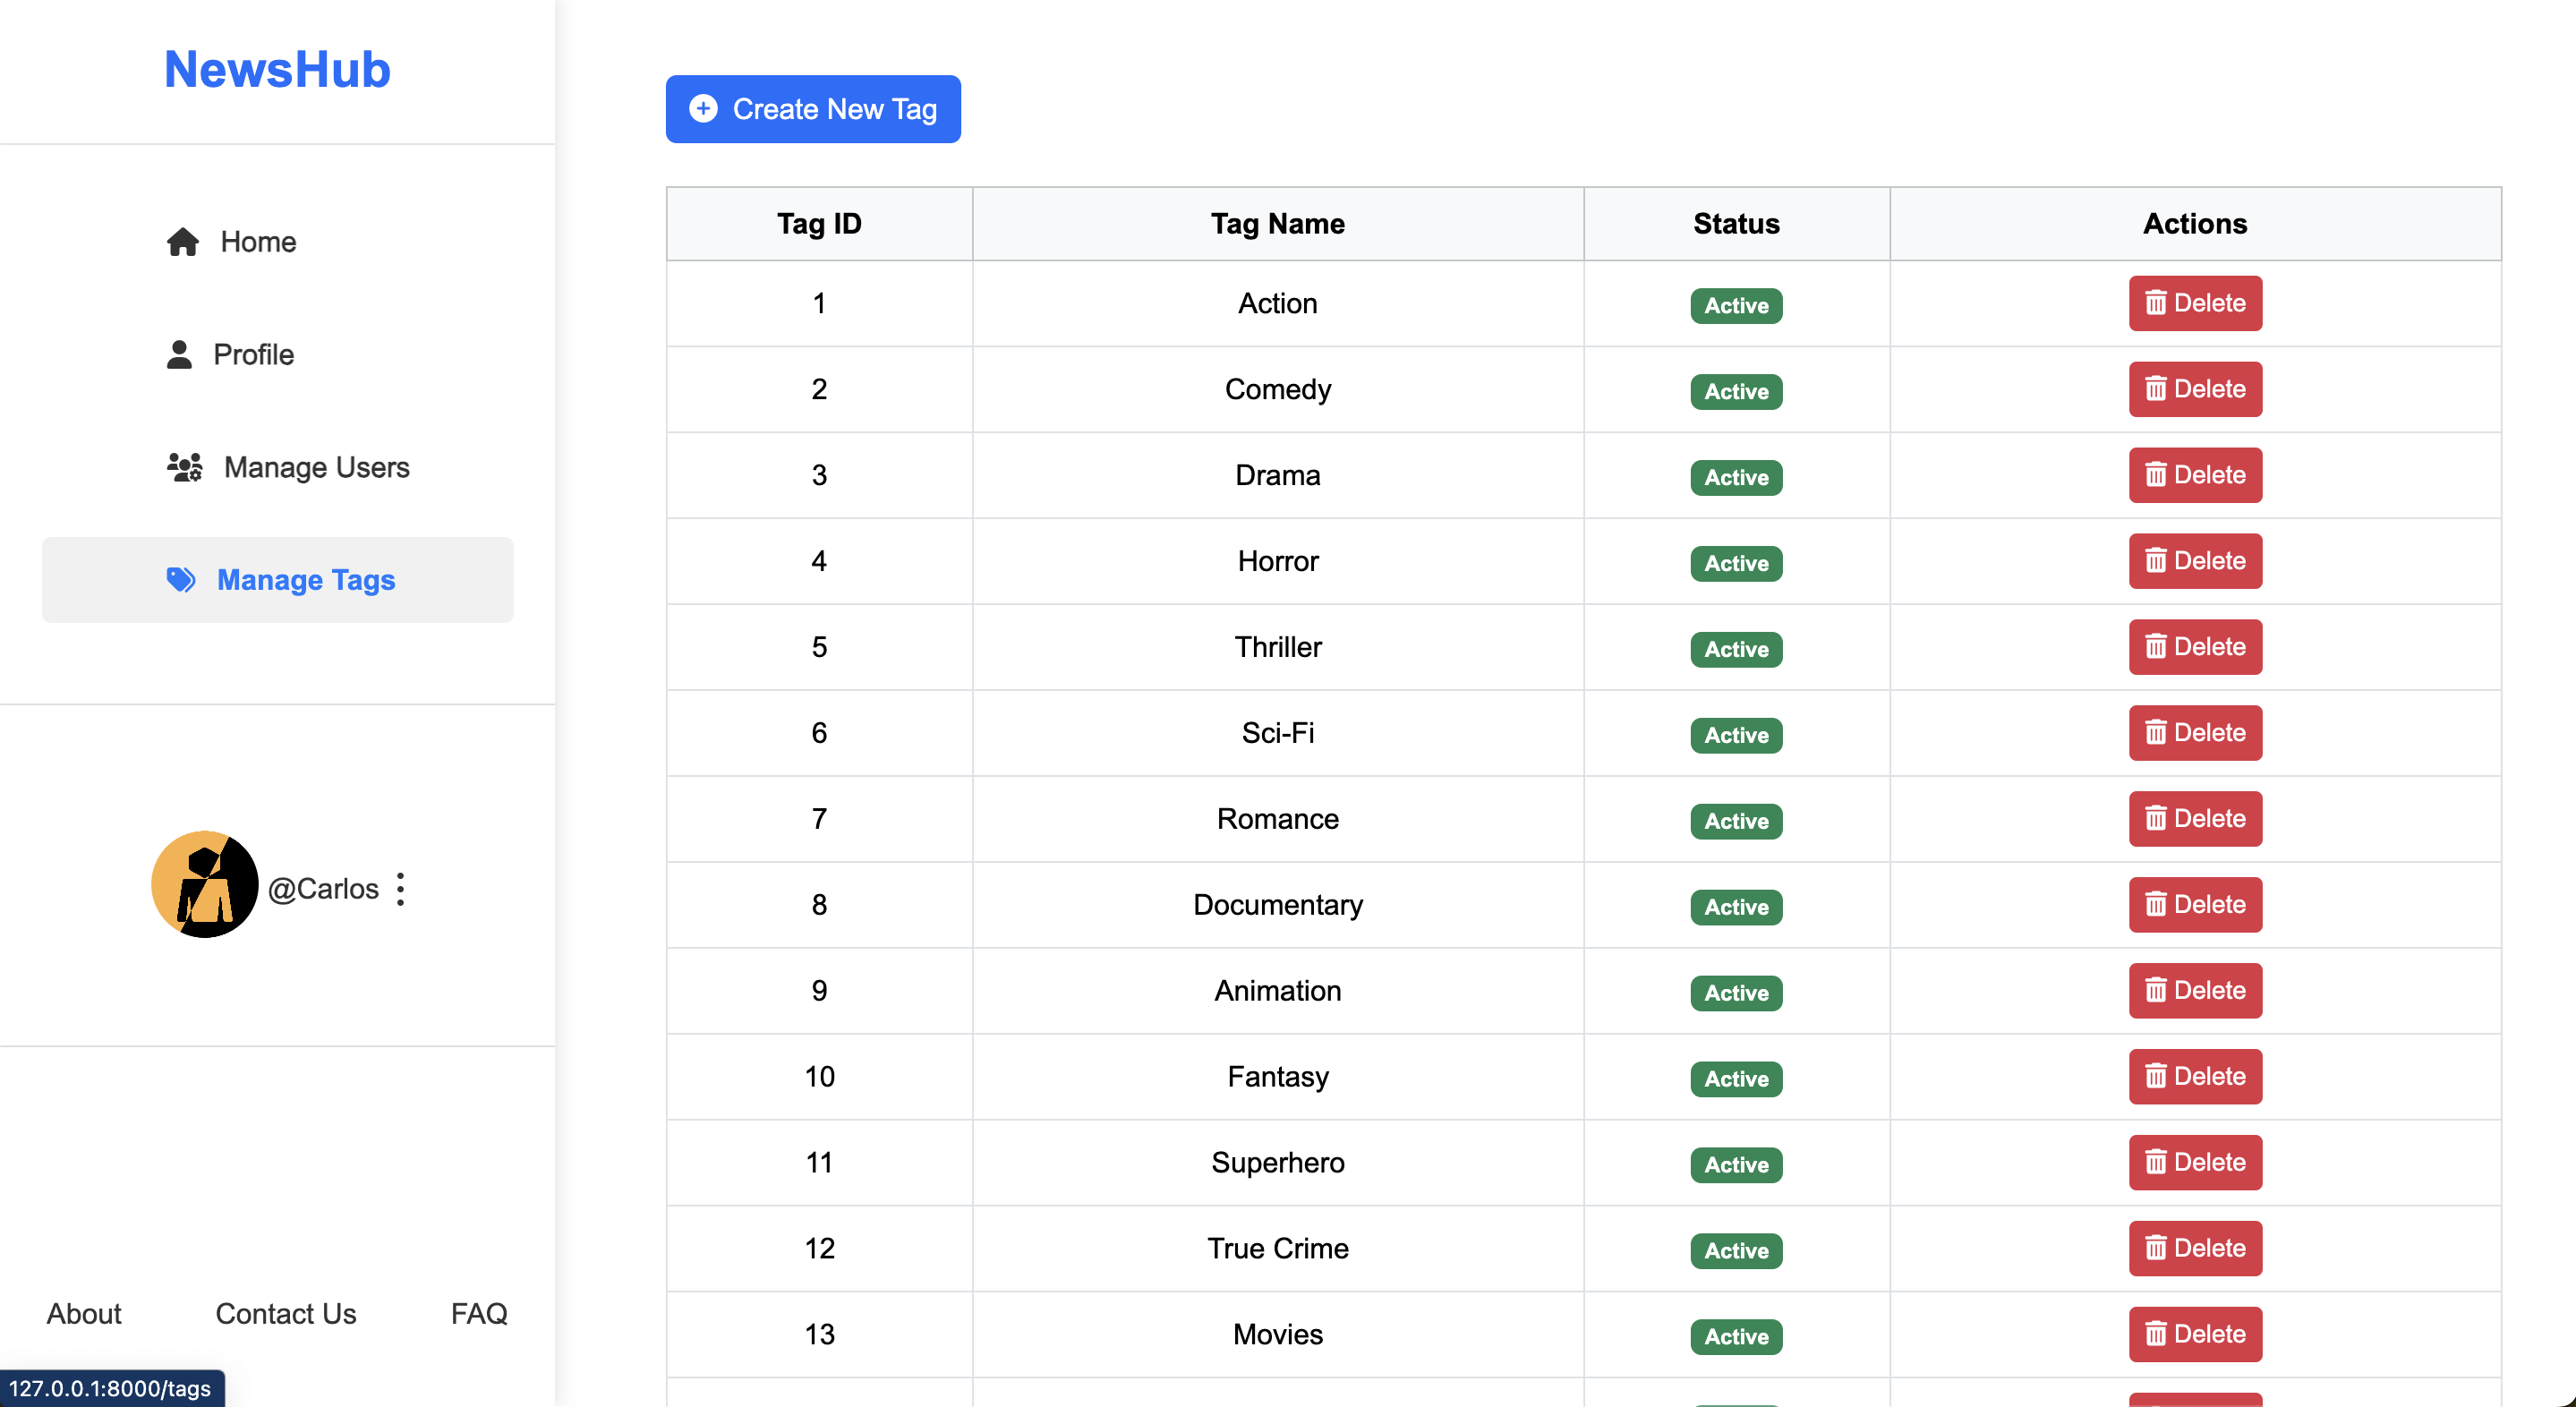 NewsHub
Home
Profile
Manage Users
Manage Tags
@Carlos
About Contact Us FAQ
127.0.0.1:8000/tags
Create New Tag
Tag ID Tag Name Status Actions
1 Action Active Delete
2 Comedy Active Delete
3 Drama Active Delete
4 Horror Active Delete
5 Thriller Active Delete
6 Sci-Fi Active Delete
7 Romance Active Delete
8 Documentary Active Delete
9 Animation Active Delete
10 Fantasy Active Delete
11 Superhero Active Delete
12 True Crime Active Delete
13 Movies Active Delete